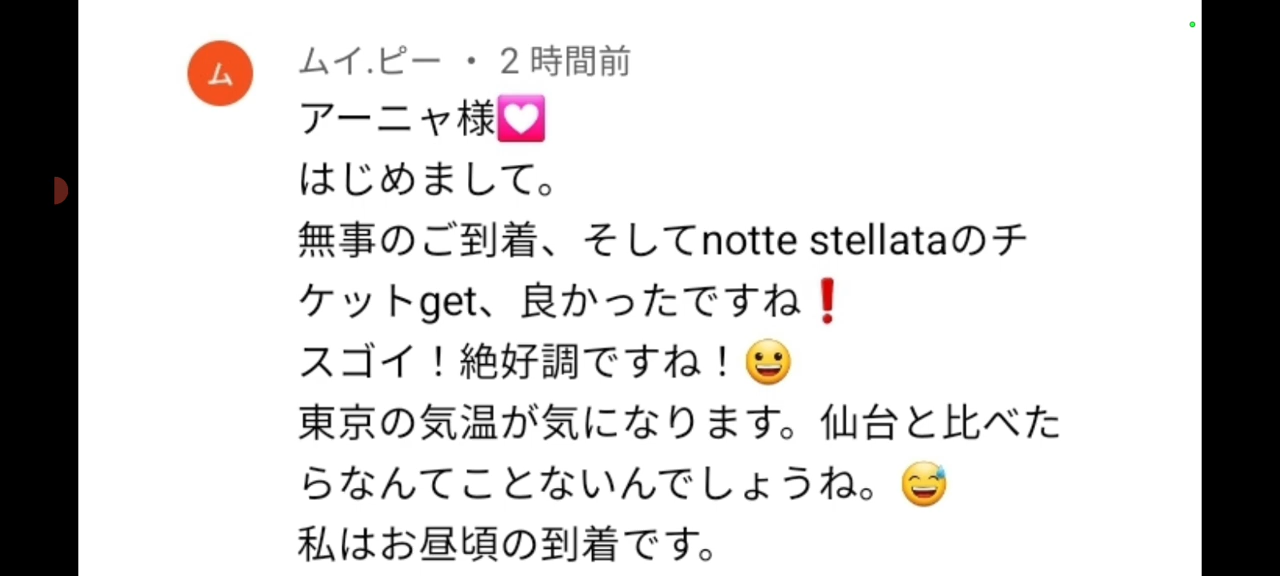 ム
ムイ.ピー ・ 2 時間前
アーニャ様💟
はじめまして。
無事のご到着、そしてnotte stellataのチ
ケットget、良かったですね❗
スゴイ！絶好調ですね！😀
東京の気温が気になります。仙台と比べた
らなんてことないんでしょうね。😅
私はお昼頃の到着です。